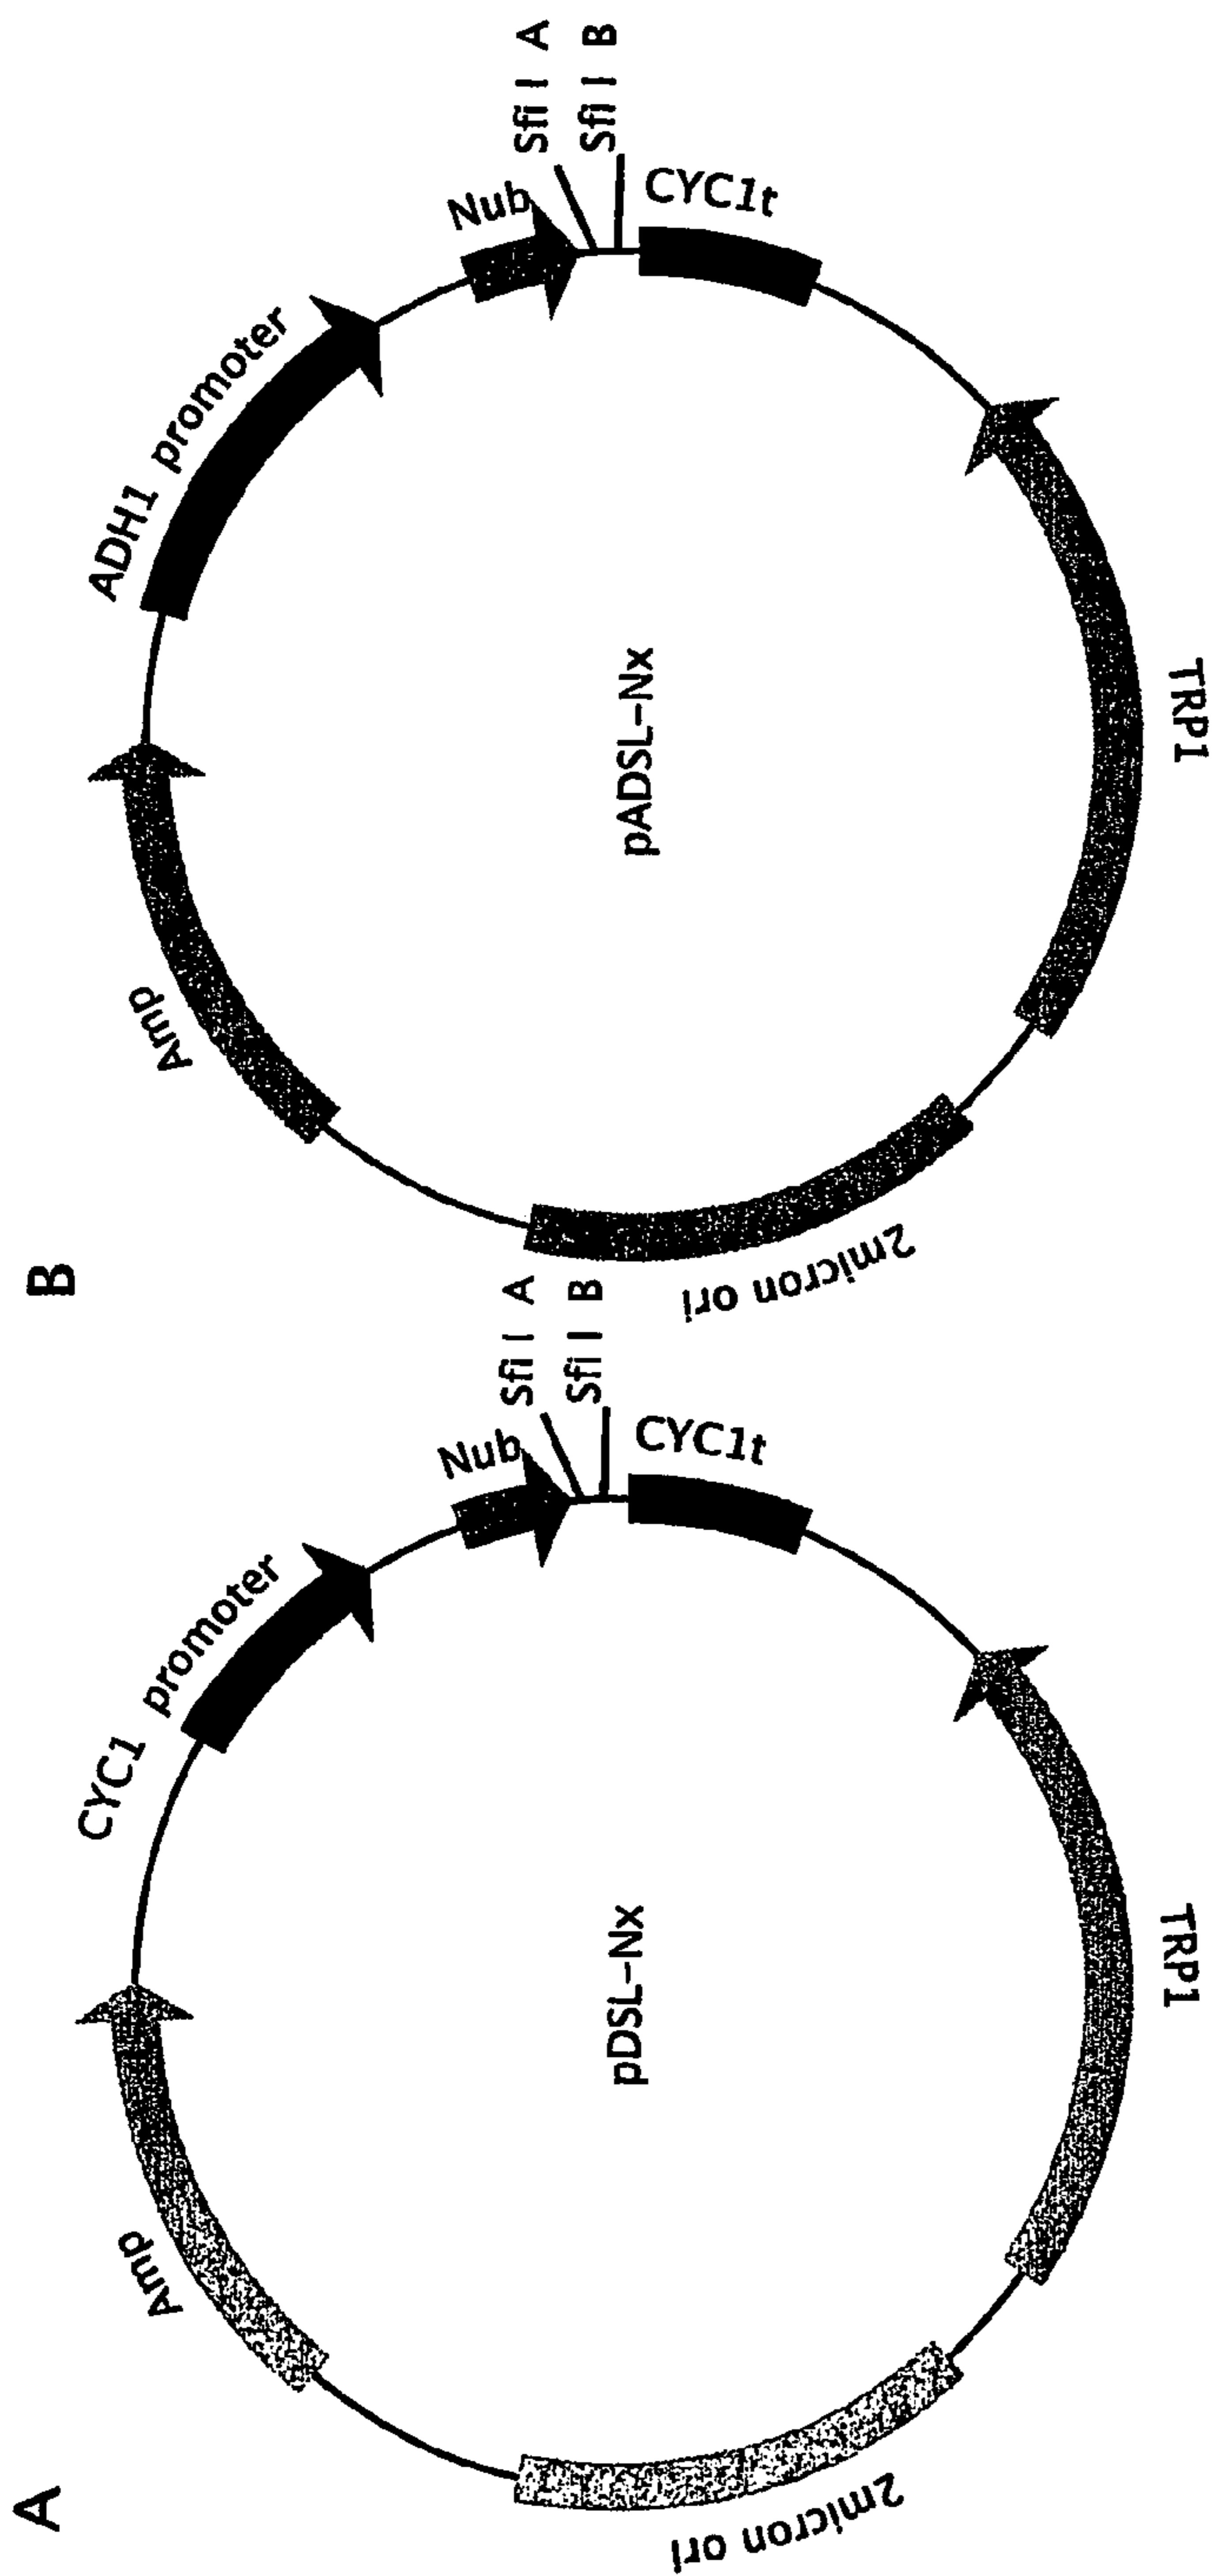 A
CYC1 promoter
Nub
Sfi I A
Sfi I B
CYC1t
Amp
pDSL-Nx
TRP1
2micron ori
B
ADH1 promoter
Nub
Sfi I A
Sfi I B
CYC1t
Amp
pADSL-Nx
TRP1
2micron ori